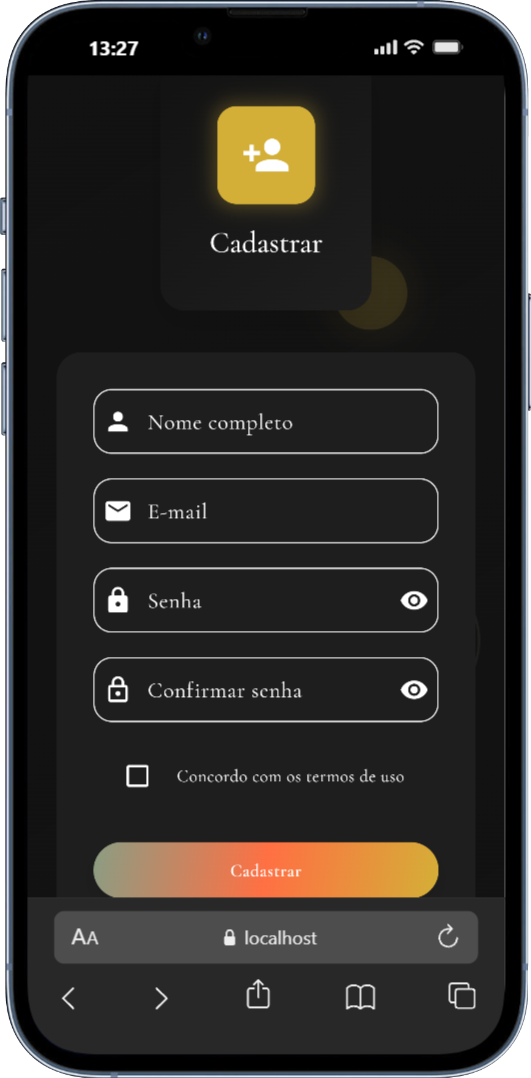 13:27
Cadastrar
Nome completo
E-mail
Senha
Confirmar senha
Concordo com os termos de uso
Cadastrar
AA
localhost